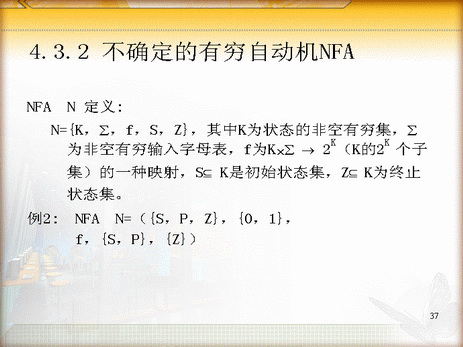 4.3.2 不确定的有穷自动机NFA
NFA N 定义:
N={K, Σ, f, S, Z}, 其中K为状态的非空有穷集, Σ
为非空有穷输入字母表, f为K×Σ → 2^K (K的2^K 个子
集) 的一种映射, S⊆ K是初始状态集, Z⊆ K为终止
状态集。
例2: NFA N= ({S, P, Z}, {0, 1},
f, {S, P}, {Z})
37